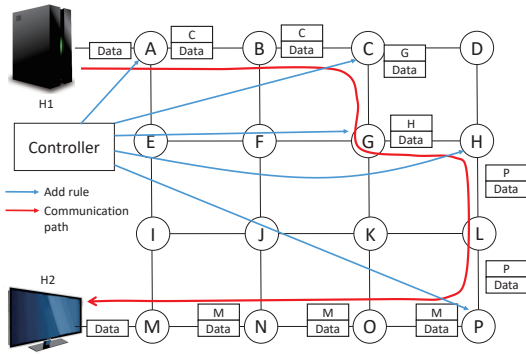 C
C
Data
A
Data
B
Data
C
D
G
Data
H1
H
Controller
E
F
G
Data
H
P
Data
Add rule
Communication
path
I
J
K
L
H2
P
Data
M
M
M
Data
M
Data
N
Data
O
Data
P